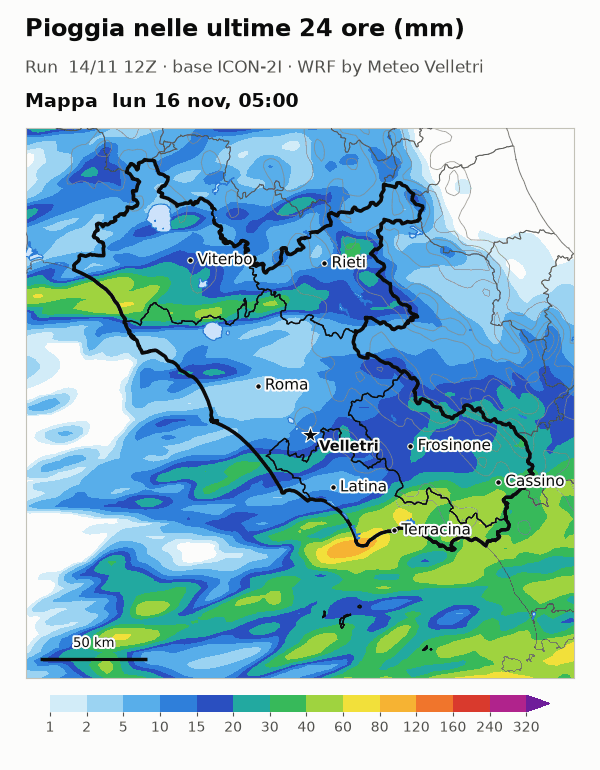 Pioggia nelle ultime 24 ore (mm)
Run  14/11 12Z · base ICON-2I · WRF by Meteo Velletri
Mappa  lun 16 nov, 05:00
Viterbo
Rieti
Roma
Velletri
Frosinone
Cassino
Latina
Terracina
50 km
1 2 5 10 15 20 30 40 60 80 120 160 240 320